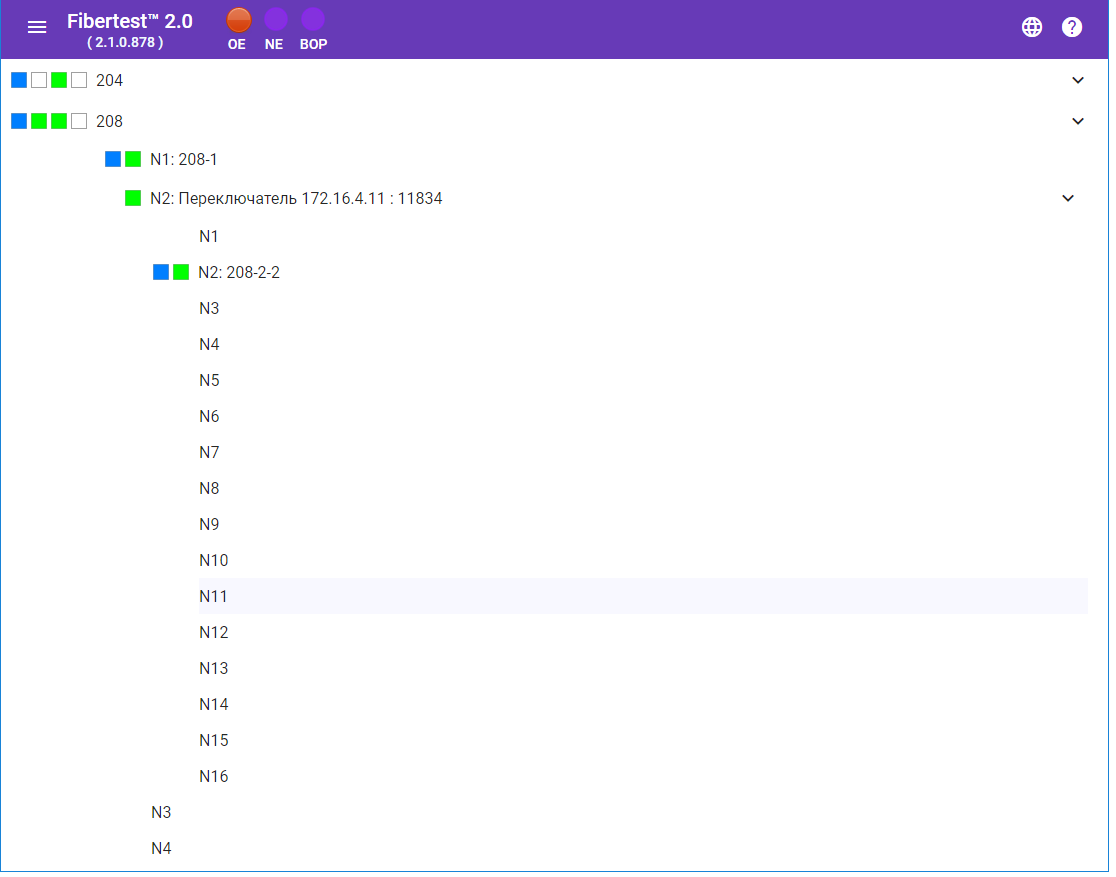 Fibertest™ 2.0
( 2.1.0.878 )
OE NE BOP
204
208
N1: 208-1
N2: Переключатель 172.16.4.11 : 11834
N1
N2: 208-2-2
N3
N4
N5
N6
N7
N8
N9
N10
N11
N12
N13
N14
N15
N16
N3
N4